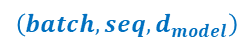 (batch, seq, d_model)